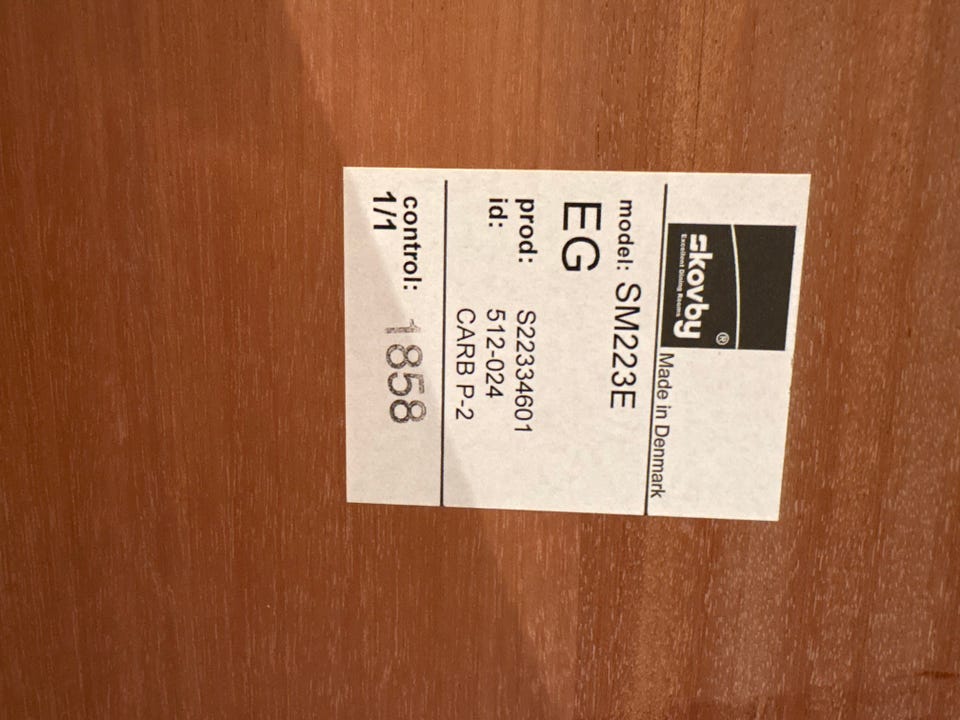 skovby®
Excellent Dining Rooms
Made in Denmark
model: SM223E
EG
prod: S22334601
id: 512-024
CARB P-2
control: 1858
1/1